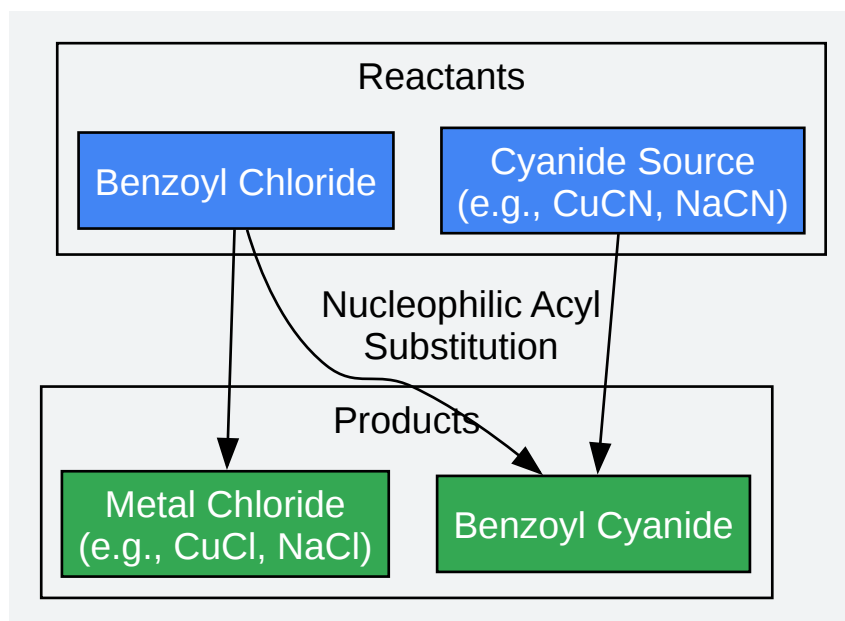 Reactants
Benzoyl Chloride
Cyanide Source
(e.g., CuCN, NaCN)
Nucleophilic Acyl
Substitution
Products
Metal Chloride
(e.g., CuCl, NaCl)
Benzoyl Cyanide